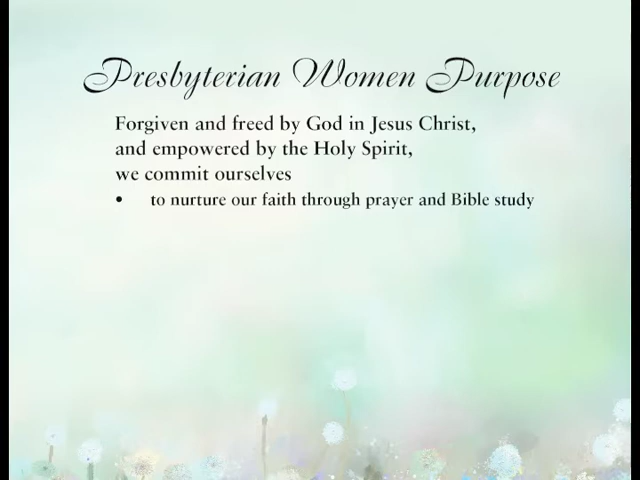 Presbyterian Women Purpose
Forgiven and freed by God in Jesus Christ,
and empowered by the Holy Spirit,
we commit ourselves
• to nurture our faith through prayer and Bible study